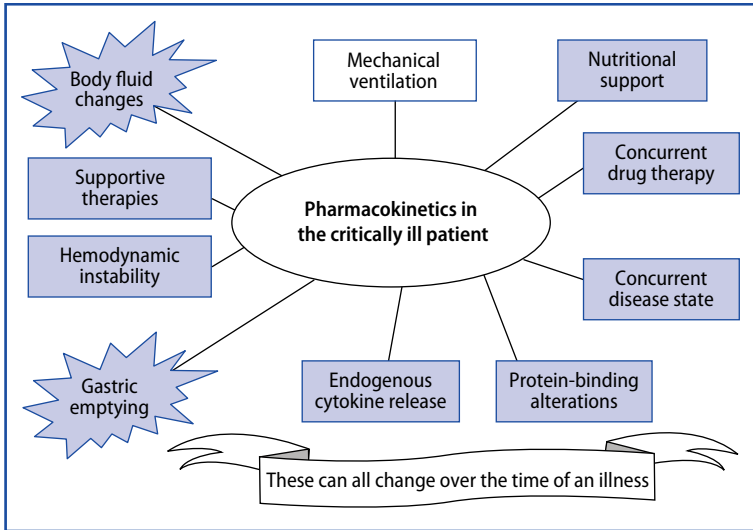 Body fluid
changes
Mechanical
ventilation
Nutritional
support
Supportive
therapies
Concurrent
drug therapy
Pharmacokinetics in
the critically ill patient
Hemodynamic
instability
Concurrent
disease state
Gastric
emptying
Endogenous
cytokine release
Protein-binding
alterations
These can all change over the time of an illness